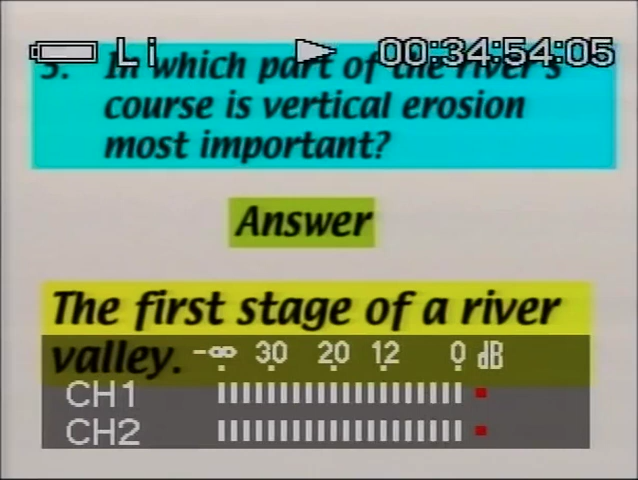 Li 00:34:54:05
5. In which part of the river's
course is vertical erosion
most important?
Answer
The first stage of a river
valley.
-∞ 30 20 12 0 dB
CH1
CH2